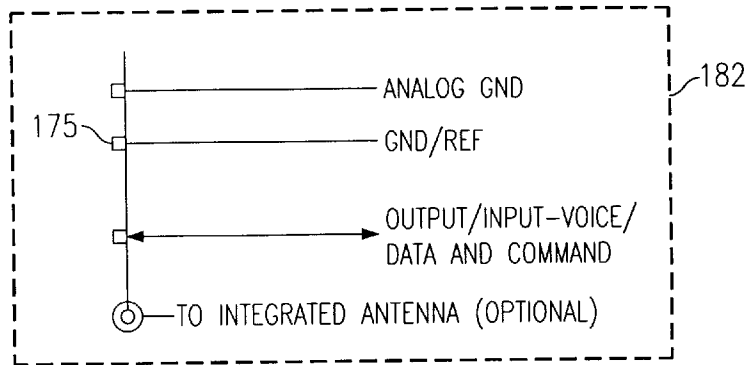 ANALOG GND
182
175
GND/REF
OUTPUT/INPUT-VOICE/
DATA AND COMMAND
TO INTEGRATED ANTENNA (OPTIONAL)